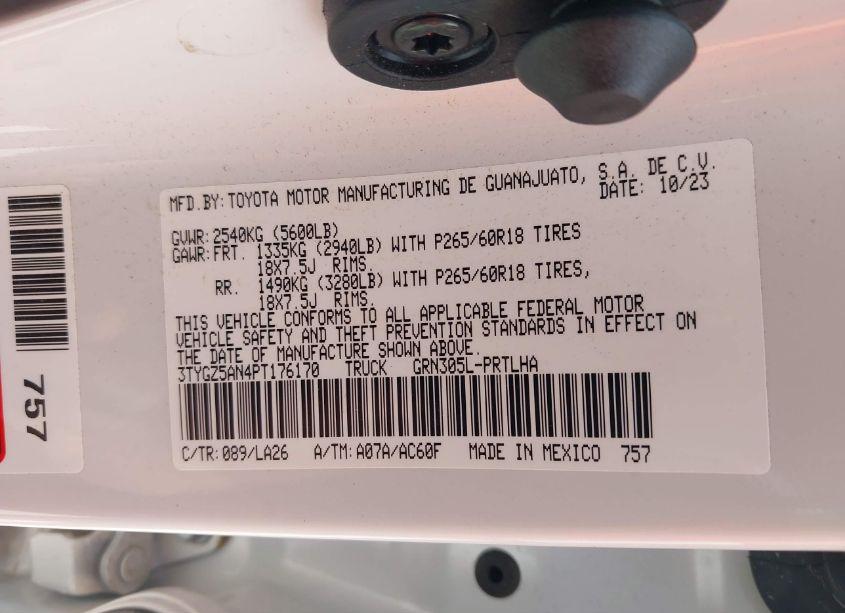 MFD.BY:TOYOTA MOTOR MANUFACTURING DE GUANAJUATO, S.A. DE C.V.
DATE: 10/23
GVWR:2540KG (5600LB)
GAWR:FRT. 1335KG (2940LB) WITH P265/60R18 TIRES
18X7.5J RIMS.
RR. 1490KG (3280LB) WITH P265/60R18 TIRES,
18X7.5J RIMS.
THIS VEHICLE CONFORMS TO ALL APPLICABLE FEDERAL MOTOR
VEHICLE SAFETY AND THEFT PREVENTION STANDARDS IN EFFECT ON
THE DATE OF MANUFACTURE SHOWN ABOVE.
3TYGZ5AN4PT176170 TRUCK GRN305L-PRTLHA
C/TR:089/LA26 A/TM:A07A/AC60F MADE IN MEXICO 757
757